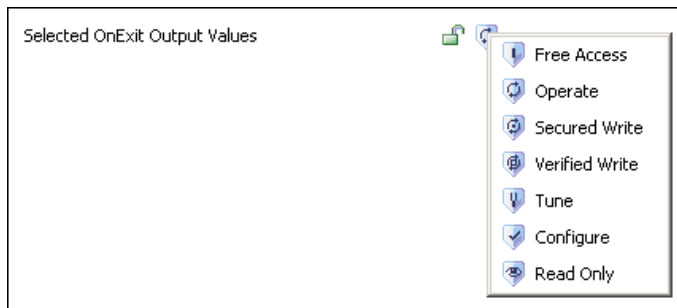 Selected OnExit Output Values
Free Access
Operate
Secured Write
Verified Write
Tune
Configure
Read Only